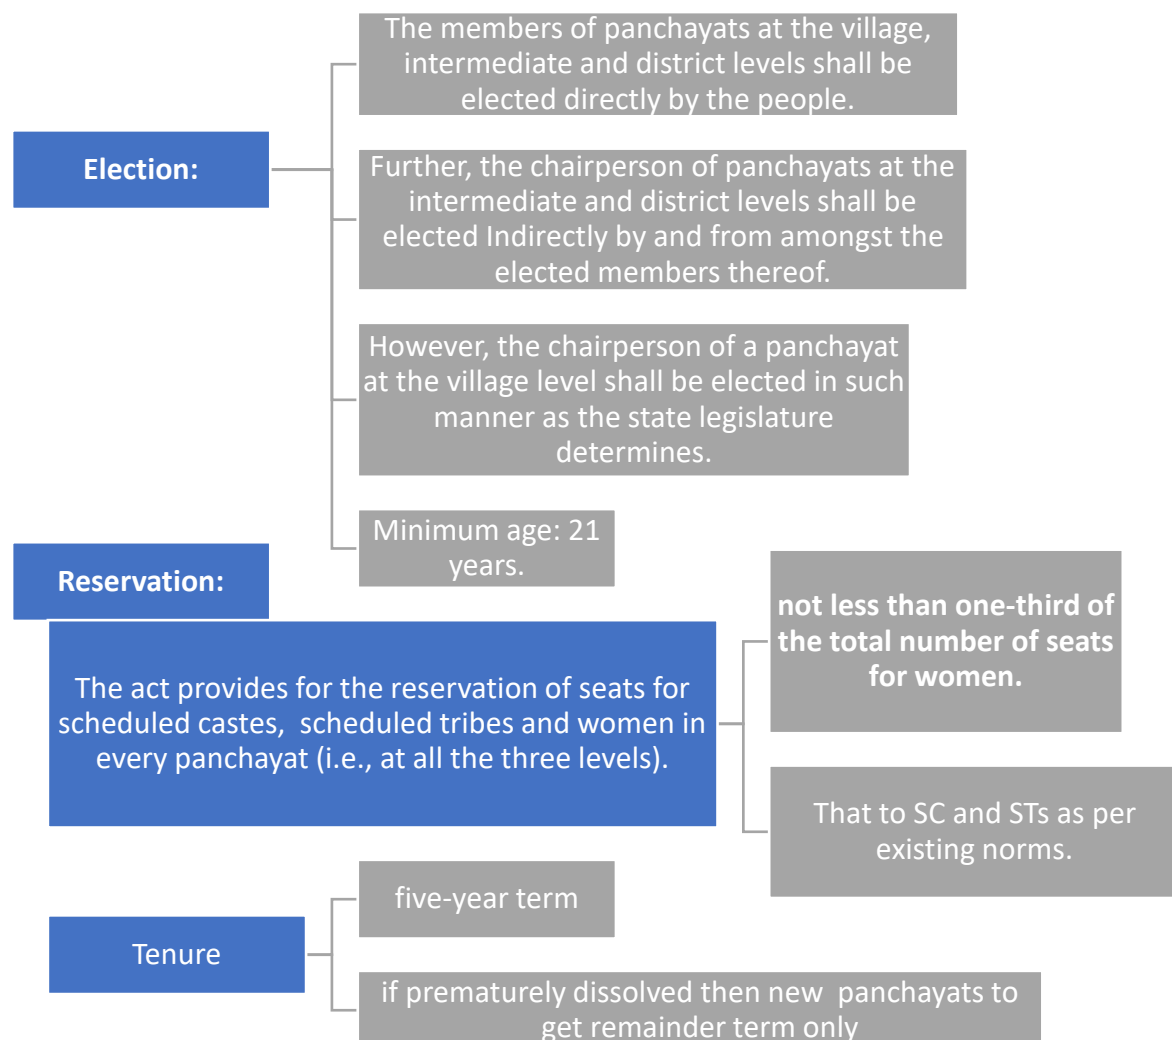 The members of panchayats at the village,
intermediate and district levels shall be
elected directly by the people.
Election:
Further, the chairperson of panchayats at the
intermediate and district levels shall be
elected Indirectly by and from amongst the
elected members thereof.
However, the chairperson of a panchayat
at the village level shall be elected in such
manner as the state legislature
determines.
Minimum age: 21
years.
Reservation:
The act provides for the reservation of seats for
scheduled castes, scheduled tribes and women in
every panchayat (i.e., at all the three levels).
not less than one-third of
the total number of seats
for women.
That to SC and STs as per
existing norms.
Tenure
five-year term
if prematurely dissolved then new panchayats to
get remainder term only